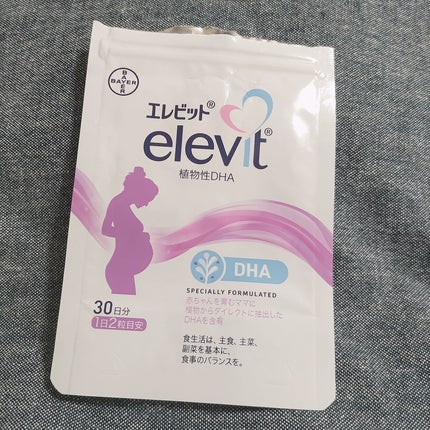 BAYER
BAYER
エレビット®
elevit®
植物性DHA
DHA
SPECIALLY FORMULATED
赤ちゃんを育むママに
植物からダイレクトに抽出した
DHAを含有
30日分
1日2粒目安
食生活は、主食、主菜、
副菜を基本に、
食事のバランスを。